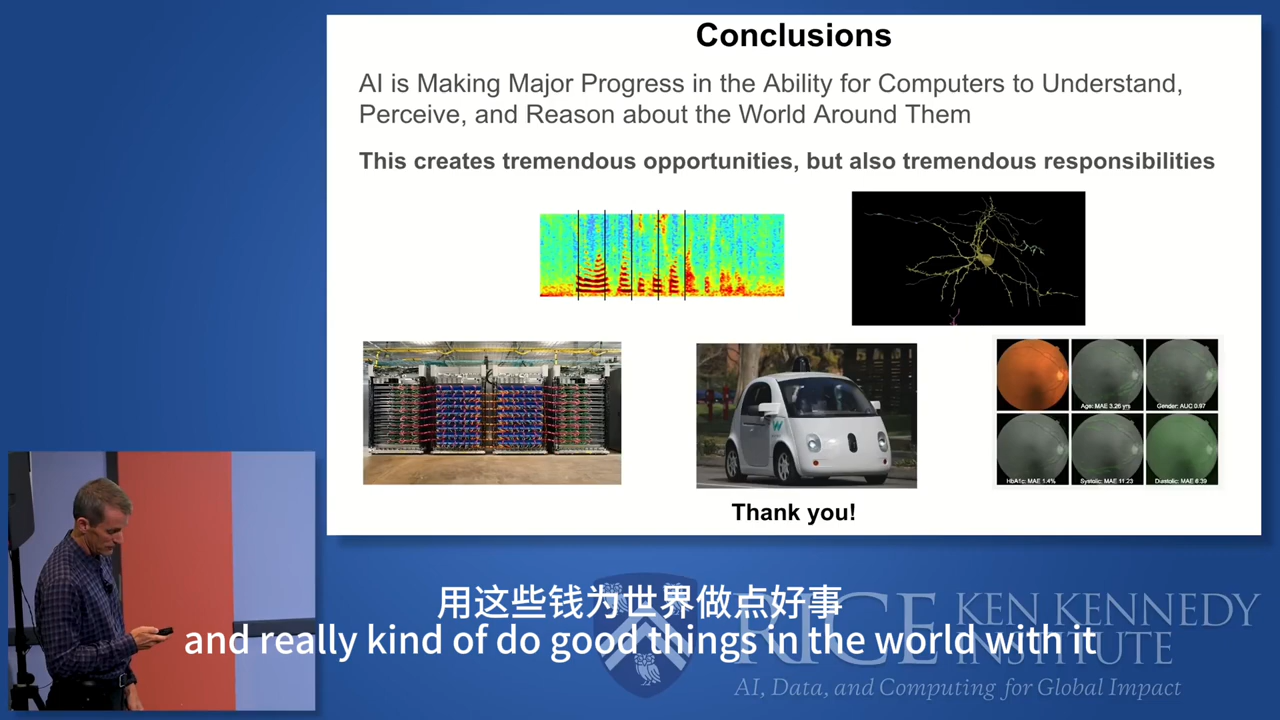 Conclusions
AI is Making Major Progress in the Ability for Computers to Understand,
Perceive, and Reason about the World Around Them
This creates tremendous opportunities, but also tremendous responsibilities
Age: MAE 3.26 yrs
Gender: AUC 0.97
HbA1c: MAE 1.4%
Systolic: MAE 11.23
Diastolic: MAE 6.39
Thank you!
用这些钱为世界做点好事
and really kind of do good things in the world with it
RICE
KEN KENNEDY
INSTITUTE
AI, Data, and Computing for Global Impact